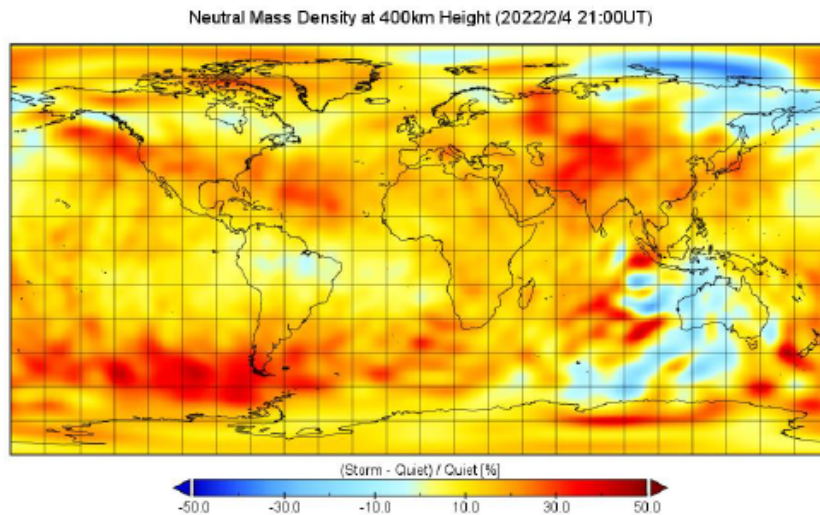 Neutral Mass Density at 400km Height (2022/2/4 21:00UT)
(Storm - Quiet) / Quiet [%]
-50.0 -30.0 -10.0 10.0 30.0 50.0